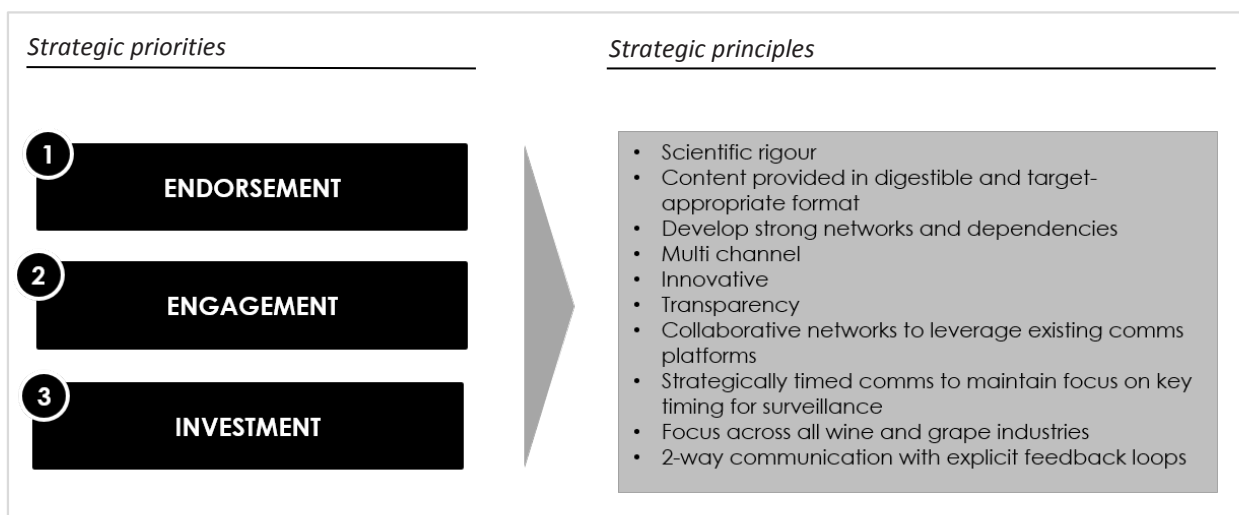 Strategic priorities
1
ENDORSEMENT
2
ENGAGEMENT
3
INVESTMENT
Strategic principles
• Scientific rigour
• Content provided in digestible and target-
appropriate format
• Develop strong networks and dependencies
• Multi channel
• Innovative
• Transparency
• Collaborative networks to leverage existing comms
platforms
• Strategically timed comms to maintain focus on key
timing for surveillance
• Focus across all wine and grape industries
• 2-way communication with explicit feedback loops